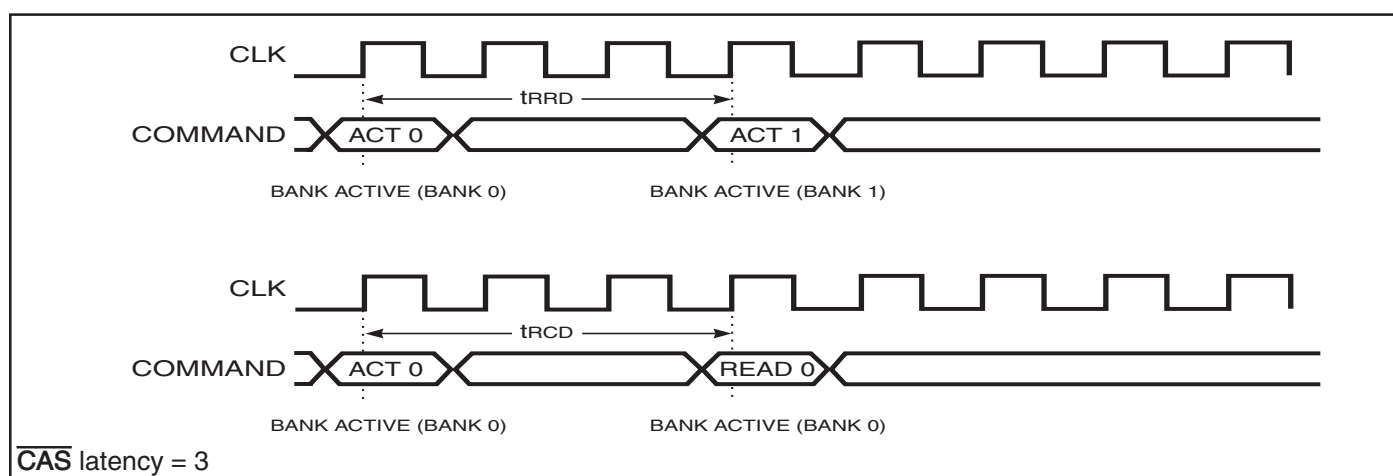 CLK
tRRD
COMMAND ACT 0 ACT 1
BANK ACTIVE (BANK 0) BANK ACTIVE (BANK 1)
CLK
tRCD
COMMAND ACT 0 READ 0
BANK ACTIVE (BANK 0) BANK ACTIVE (BANK 0)
C̅A̅S̅ latency = 3